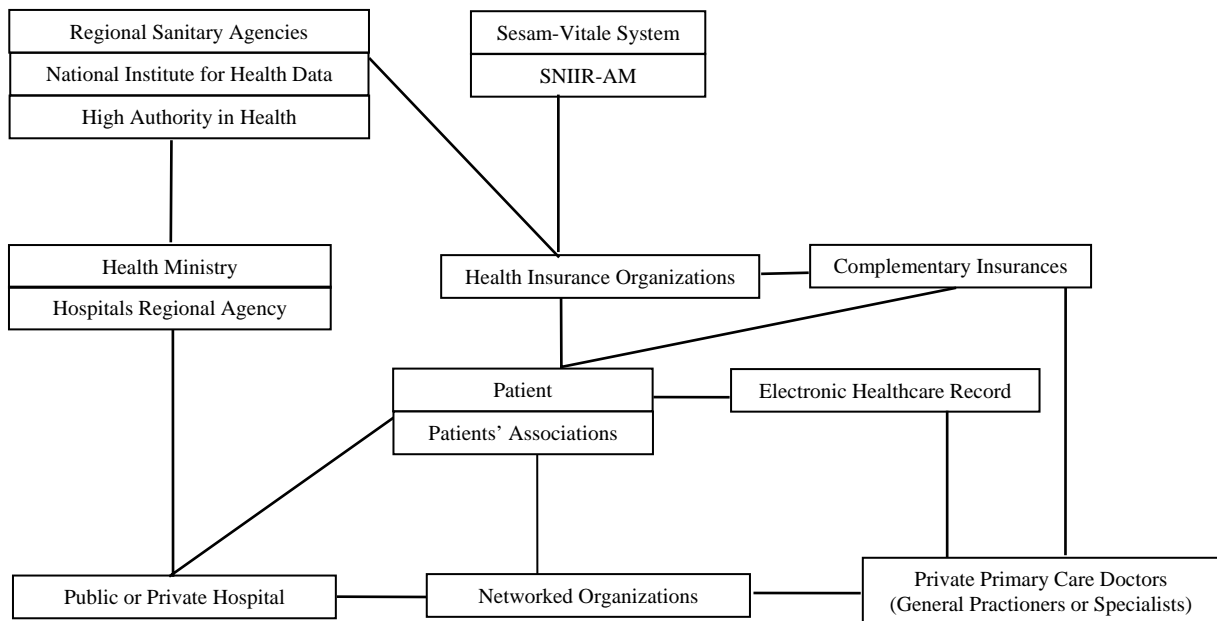 Regional Sanitary Agencies
National Institute for Health Data
High Authority in Health
Sesam-Vitale System
SNIIR-AM
Health Ministry
Hospitals Regional Agency
Health Insurance Organizations
Complementary Insurances
Patient
Patients’ Associations
Electronic Healthcare Record
Public or Private Hospital
Networked Organizations
Private Primary Care Doctors
(General Practioners or Specialists)